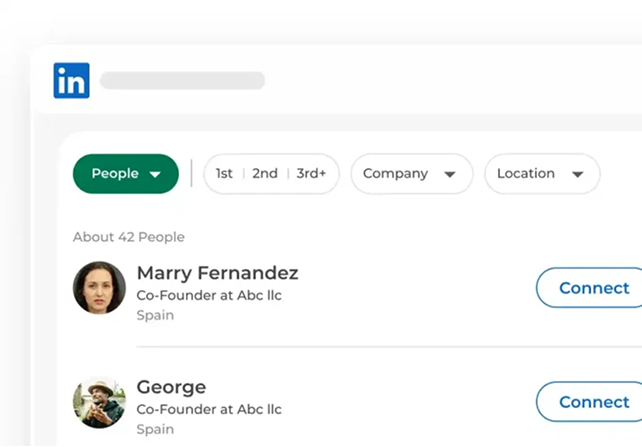 in
People
1st 2nd 3rd+
Company
Location
About 42 People
Marry Fernandez
Co-Founder at Abc llc
Spain
Connect
George
Co-Founder at Abc llc
Spain
Connect